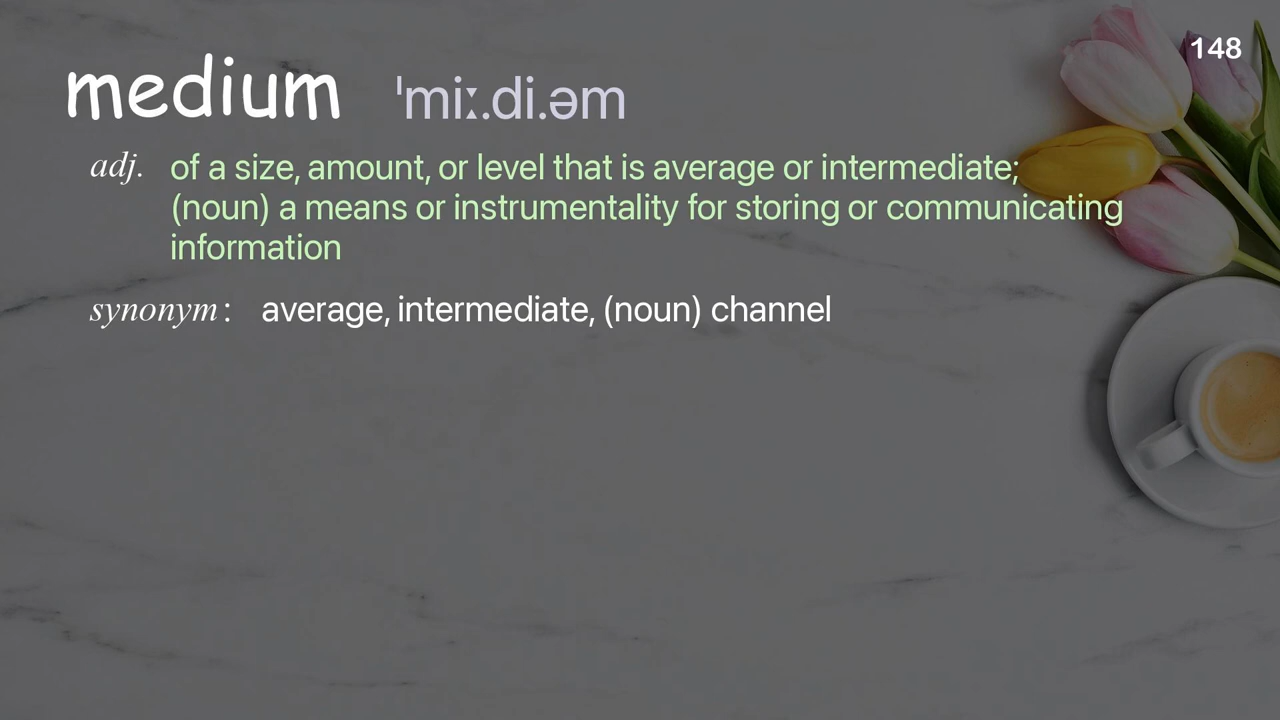 148
medium ˈmiː.di.əm
adj. of a size, amount, or level that is average or intermediate;
(noun) a means or instrumentality for storing or communicating
information
synonym: average, intermediate, (noun) channel